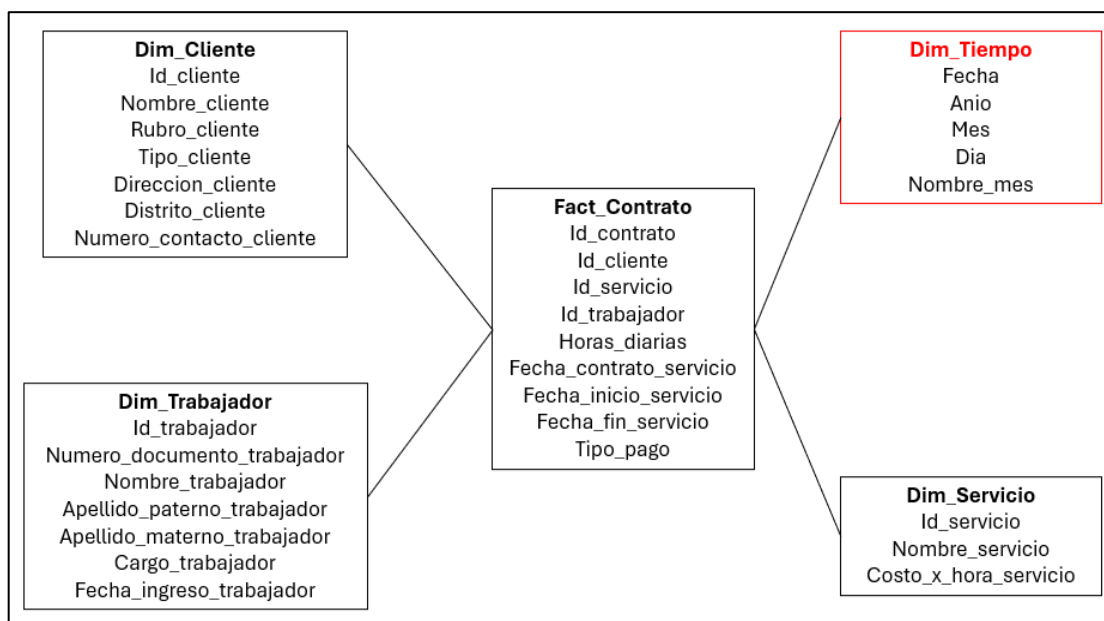 Dim_Cliente
Id_cliente
Nombre_cliente
Rubro_cliente
Tipo_cliente
Direccion_cliente
Distrito_cliente
Numero_contacto_cliente
Dim_Trabajador
Id_trabajador
Numero_documento_trabajador
Nombre_trabajador
Apellido_paterno_trabajador
Apellido_materno_trabajador
Cargo_trabajador
Fecha_ingreso_trabajador
Fact_Contrato
Id_contrato
Id_cliente
Id_servicio
Id_trabajador
Horas_diarias
Fecha_contrato_servicio
Fecha_inicio_servicio
Fecha_fin_servicio
Tipo_pago
Dim_Tiempo
Fecha
Anio
Mes
Dia
Nombre_mes
Dim_Servicio
Id_servicio
Nombre_servicio
Costo_x_hora_servicio